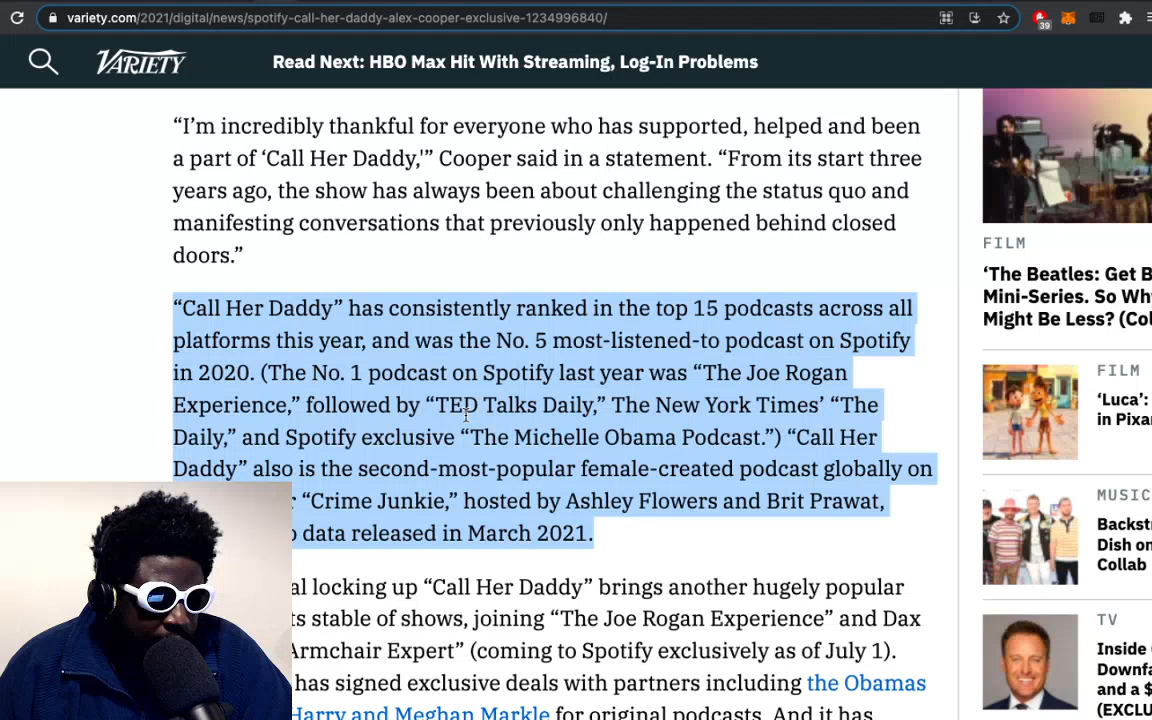 variety.com/2021/digital/news/spotify-call-her-daddy-alex-cooper-exclusive-1234996840/
39
VARIETY
Read Next: HBO Max Hit With Streaming, Log-In Problems
“I’m incredibly thankful for everyone who has supported, helped and been
a part of ‘Call Her Daddy,'” Cooper said in a statement. “From its start three
years ago, the show has always been about challenging the status quo and
manifesting conversations that previously only happened behind closed
doors.”
“Call Her Daddy” has consistently ranked in the top 15 podcasts across all
platforms this year, and was the No. 5 most-listened-to podcast on Spotify
in 2020. (The No. 1 podcast on Spotify last year was “The Joe Rogan
Experience,” followed by “TED Talks Daily,” The New York Times’ “The
Daily,” and Spotify exclusive “The Michelle Obama Podcast.”) “Call Her
Daddy” also is the second-most-popular female-created podcast globally on
“Crime Junkie,” hosted by Ashley Flowers and Brit Prawat,
data released in March 2021.
locking up “Call Her Daddy” brings another hugely popular
stable of shows, joining “The Joe Rogan Experience” and Dax
Armchair Expert” (coming to Spotify exclusively as of July 1).
has signed exclusive deals with partners including the Obamas
Harry and Meghan Markle for original podcasts. And it has
FILM
‘The Beatles: Get B
Mini-Series. So Why
Might Be Less? (Col
FILM
‘Luca’:
in Pixa
MUSIC
Backst
Dish on
Collab
TV
Inside
Downfa
and a $
(EXCLU